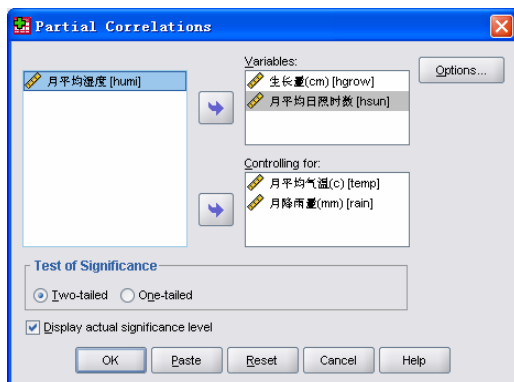 Partial Correlations
月平均湿度 [humi]
Variables:
生长量(cm) [hgrow]
月平均日照时数 [hsun]
Options...
Controlling for:
月平均气温(c) [temp]
月降雨量(mm) [rain]
Test of Significance
Two-tailed
One-tailed
Display actual significance level
OK
Paste
Reset
Cancel
Help